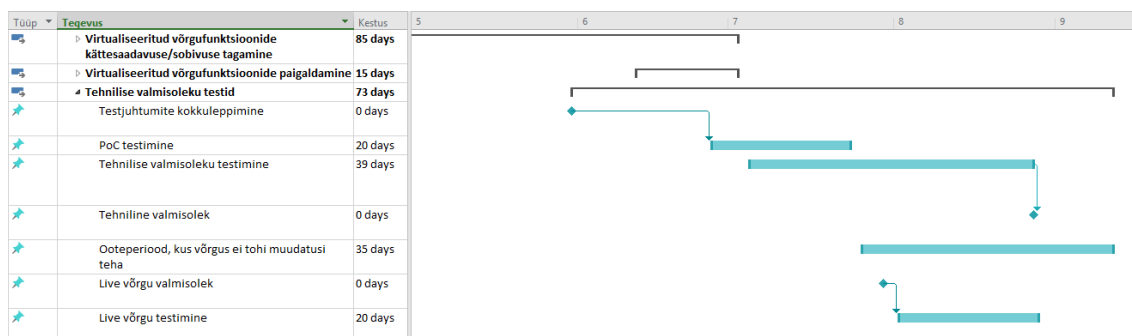 Tüüp Tegevus Kestus 5 6 7 8 9
Virtualiseeritud võrgufunktsioonide 85 days
kättesaadavuse/sobivuse tagamine
Virtualiseeritud võrgufunktsioonide paigaldamine 15 days
Tehnilise valmisoleku testid 73 days
Testjuhtumite kokkuleppimine 0 days
PoC testimine 20 days
Tehnilise valmisoleku testimine 39 days
Tehniline valmisolek 0 days
Ooteperiood, kus võrgus ei tohi muudatusi 35 days
teha
Live võrgu valmisolek 0 days
Live võrgu testimine 20 days